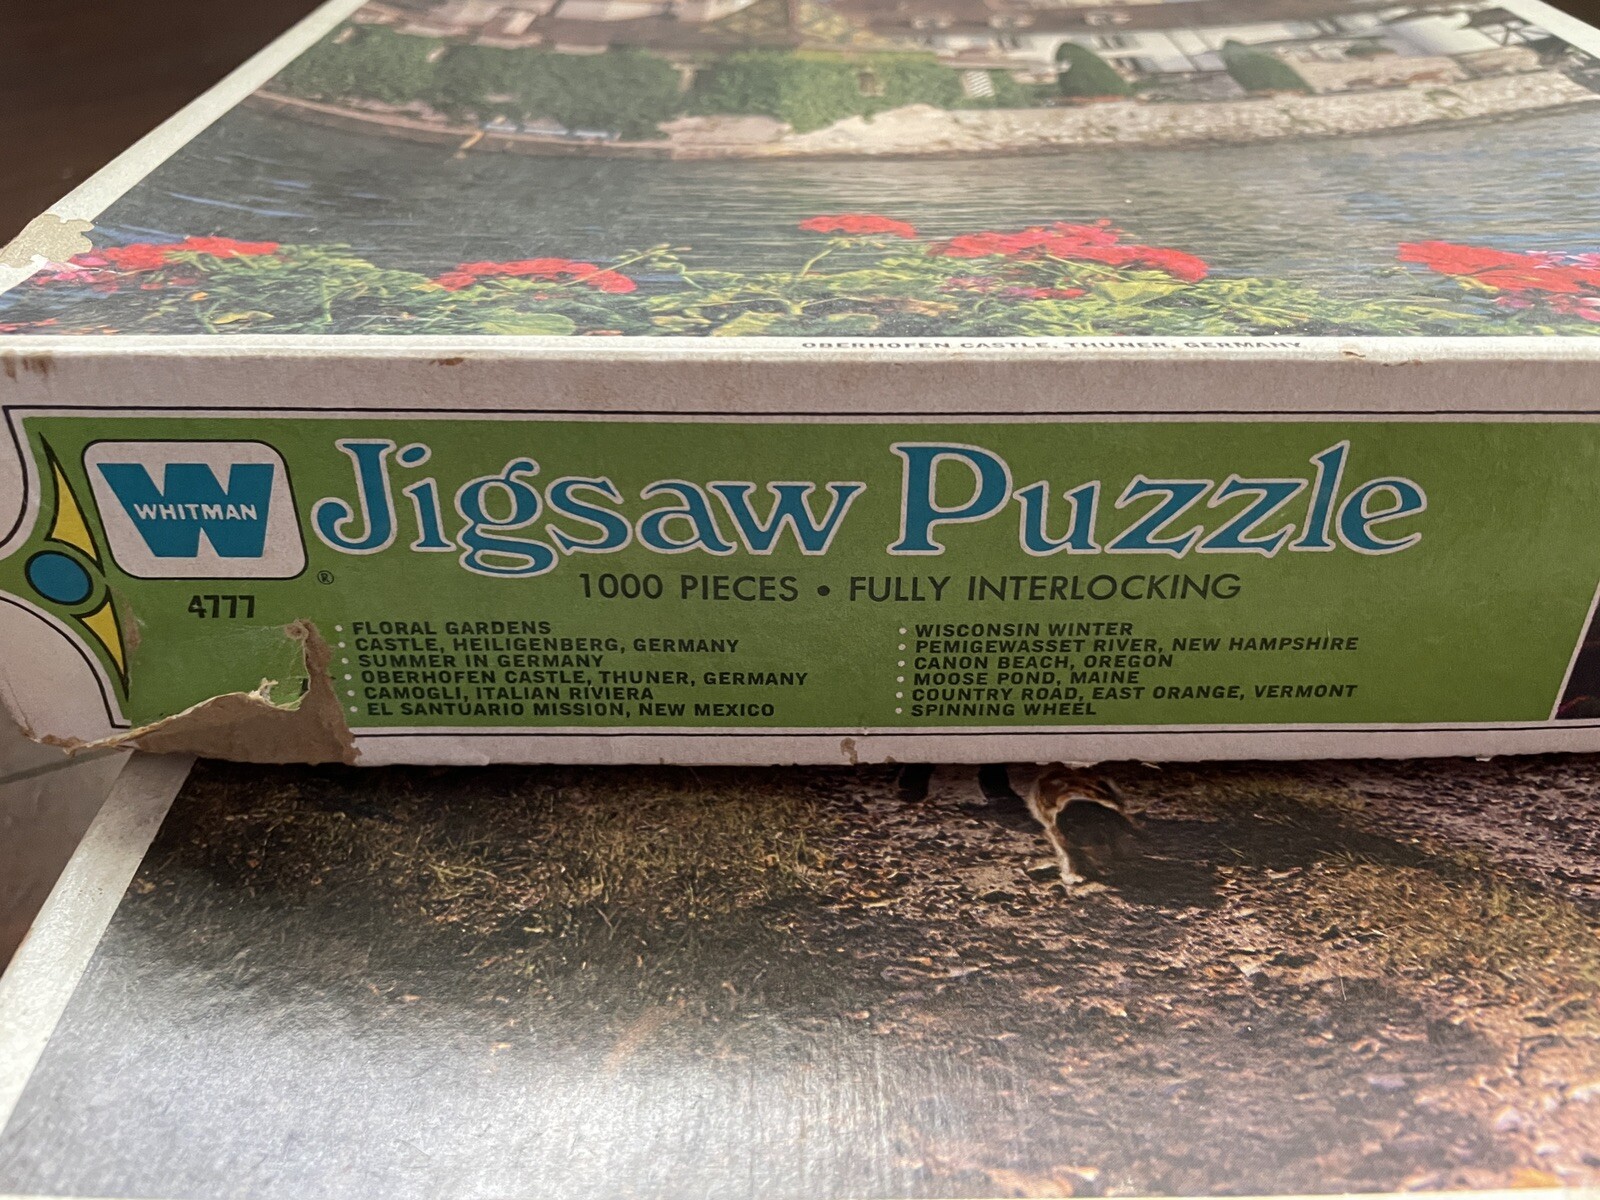 OBERHOFEN CASTLE, THUNER, GERMANY
WHITMAN
Jigsaw Puzzle
®
1000 PIECES • FULLY INTERLOCKING
4777
• FLORAL GARDENS
• CASTLE, HEILIGENBERG, GERMANY
• SUMMER IN GERMANY
• OBERHOFEN CASTLE, THUNER, GERMANY
• CAMOGLI, ITALIAN RIVIERA
• EL SANTUARIO MISSION, NEW MEXICO
• WISCONSIN WINTER
• PEMIGEWASSET RIVER, NEW HAMPSHIRE
• CANON BEACH, OREGON
• MOOSE POND, MAINE
• COUNTRY ROAD, EAST ORANGE, VERMONT
• SPINNING WHEEL